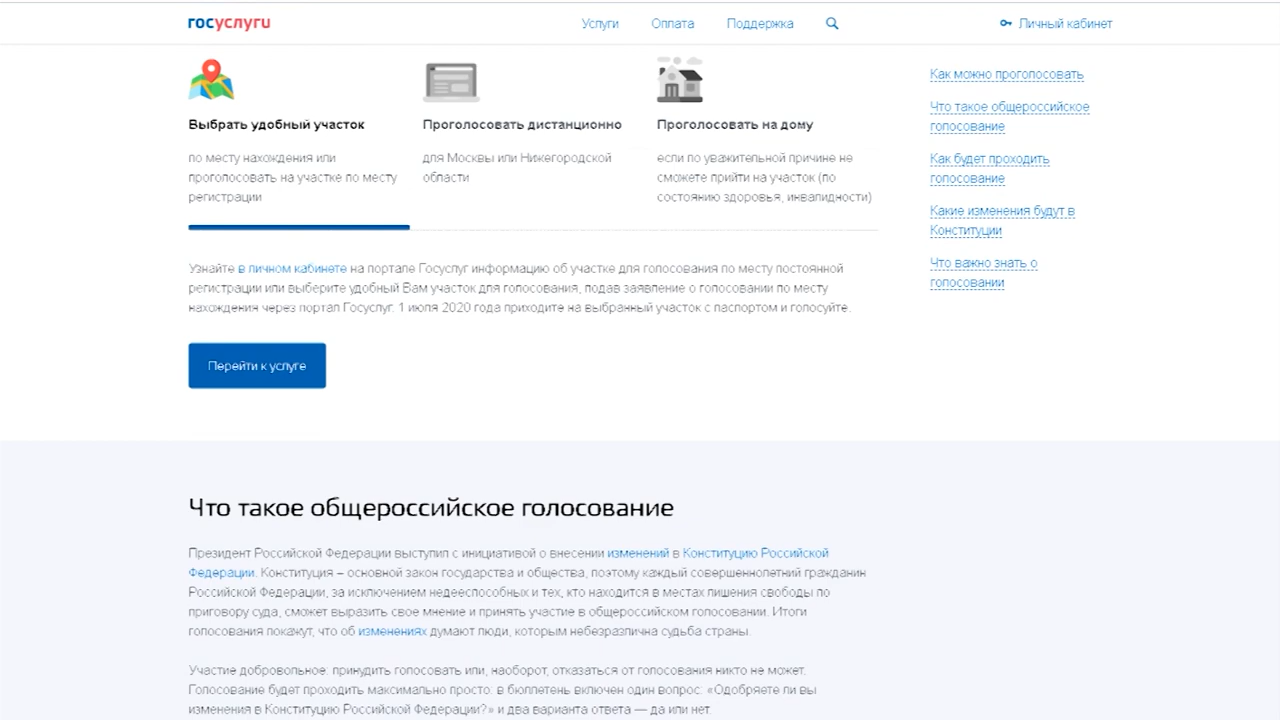 госуслуги
Услуги
Оплата
Поддержка
Личный кабинет
Выбрать удобный участок
по месту нахождения или
проголосовать на участке по месту
регистрации
Проголосовать дистанционно
для Москвы или Нижегородской
области
Проголосовать на дому
если по уважительной причине не
сможете прийти на участок (по
состоянию здоровья, инвалидности)
Как можно проголосовать
Что такое общероссийское
голосование
Как будет проходить
голосование
Какие изменения будут в
Конституции
Что важно знать о
голосовании
Узнайте в личном кабинете на портале Госуслуг информацию об участке для голосования по месту постоянной
регистрации или выберите удобный Вам участок для голосования, подав заявление о голосовании по месту
нахождения через портал Госуслуг. 1 июля 2020 года приходите на выбранный участок с паспортом и голосуйте.
Перейти к услуге
Что такое общероссийское голосование
Президент Российской Федерации выступил с инициативой о внесении изменений в Конституцию Российской
Федерации. Конституция – основной закон государства и общества, поэтому каждый совершеннолетний гражданин
Российской Федерации, за исключением недееспособных и тех, кто находится в местах лишения свободы по
приговору суда, сможет выразить свое мнение и принять участие в общероссийском голосовании. Итоги
голосования покажут, что об изменениях думают люди, которым небезразлична судьба страны.
Участие добровольное: принудить голосовать или, наоборот, отказаться от голосования никто не может.
Голосование будет проходить максимально просто: в бюллетень включен один вопрос: «Одобряете ли вы
изменения в Конституцию Российской Федерации?» и два варианта ответа — да или нет.